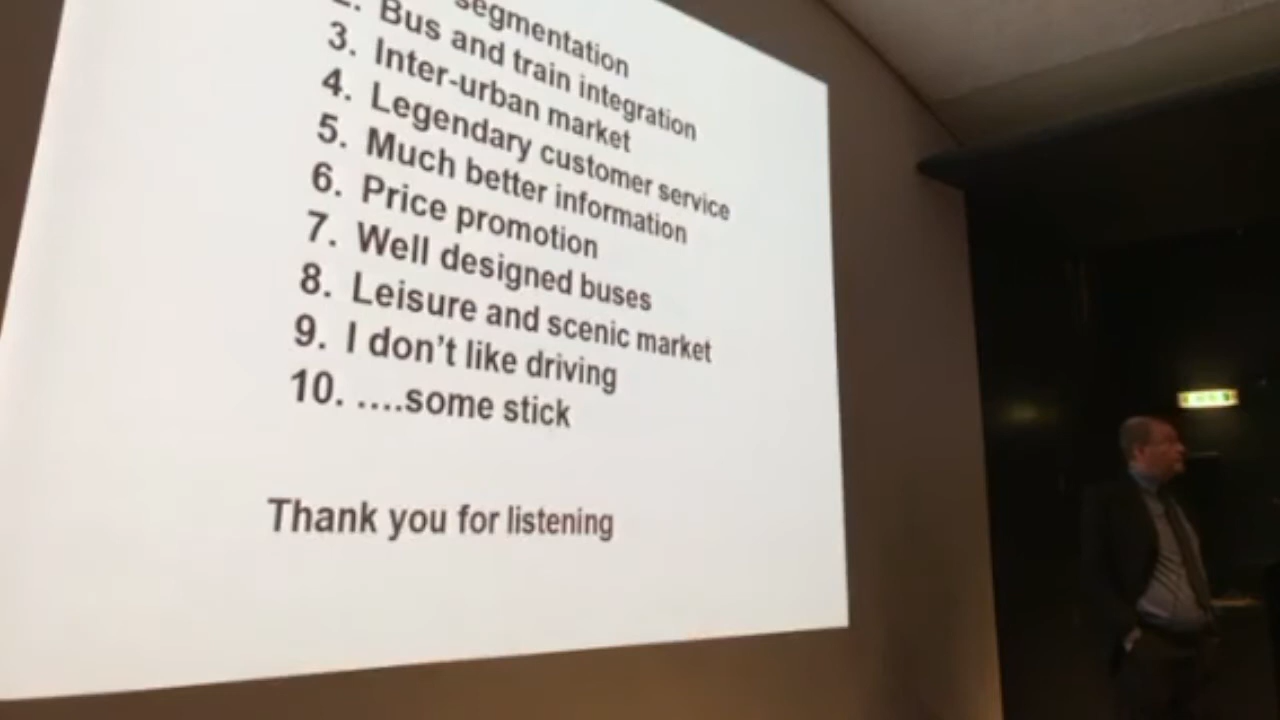 segmentation
2. Bus and train integration
3. Inter-urban market
4. Legendary customer service
5. Much better information
6. Price promotion
7. Well designed buses
8. Leisure and scenic market
9. I don’t like driving
10. ....some stick
Thank you for listening